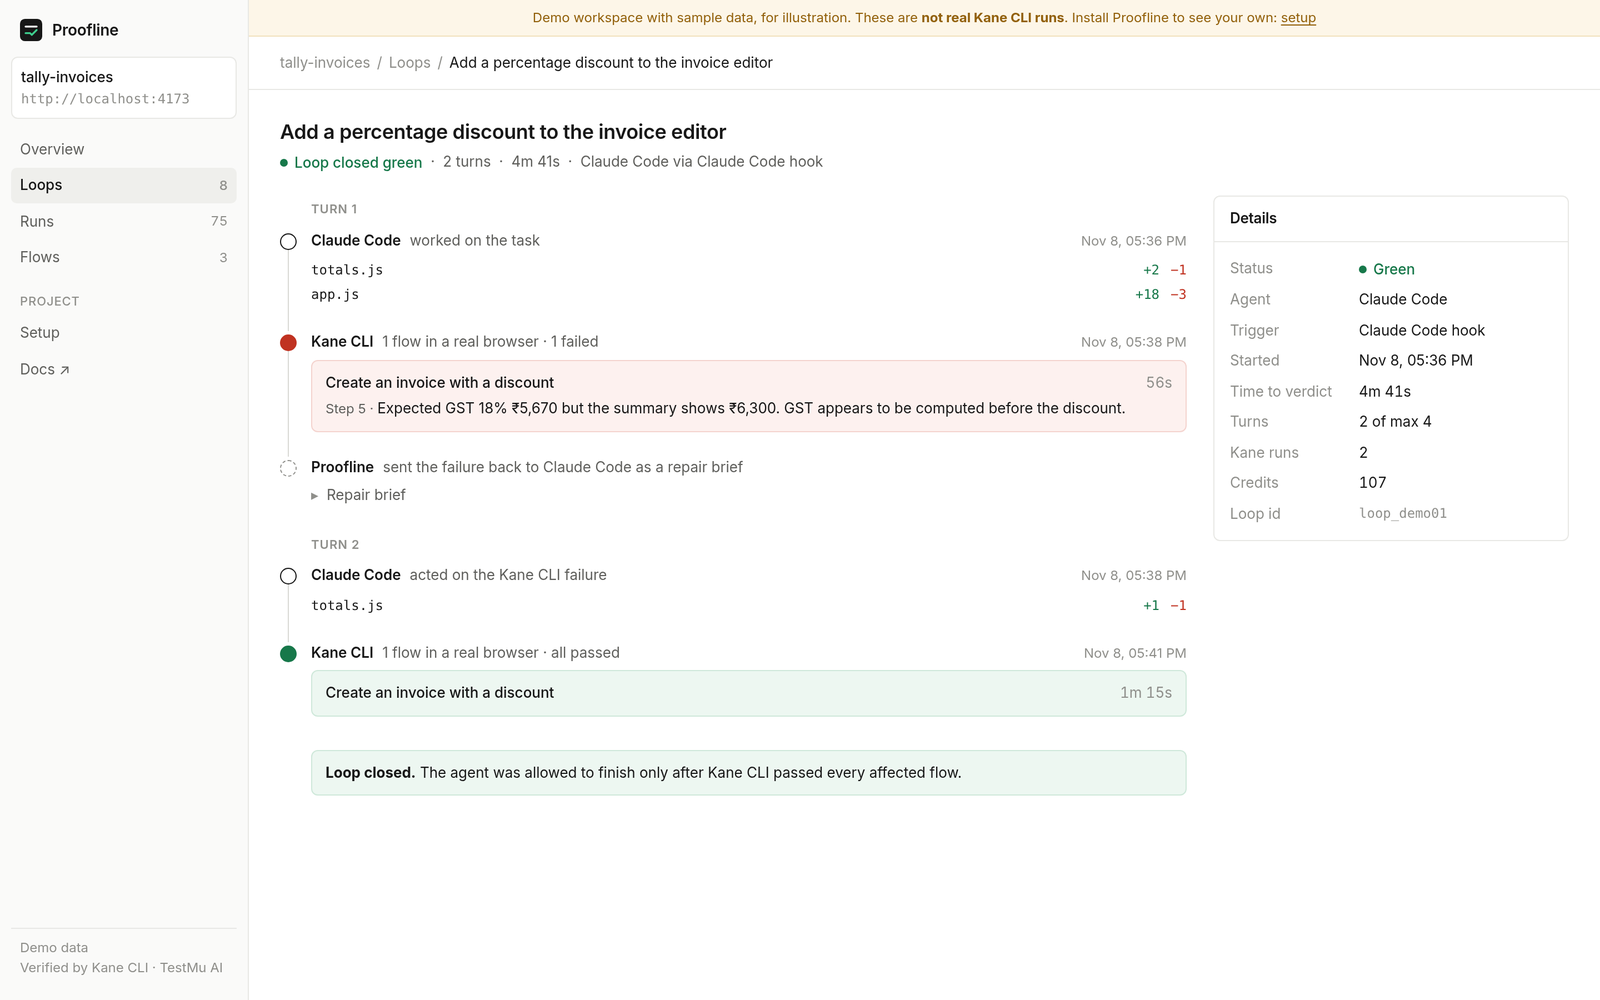 Proofline
tally-invoices
http://localhost:4173
Overview
Loops 8
Runs 75
Flows 3
PROJECT
Setup
Docs ↗
Demo data
Verified by Kane CLI · TestMu AI
Demo workspace with sample data, for illustration. These are not real Kane CLI runs. Install Proofline to see your own: setup
tally-invoices / Loops / Add a percentage discount to the invoice editor
Add a percentage discount to the invoice editor
Loop closed green · 2 turns · 4m 41s · Claude Code via Claude Code hook
TURN 1
Claude Code worked on the task Nov 8, 05:36 PM
totals.js +2 −1
app.js +18 −3
Kane CLI 1 flow in a real browser · 1 failed Nov 8, 05:38 PM
Create an invoice with a discount 56s
Step 5 · Expected GST 18% ₹5,670 but the summary shows ₹6,300. GST appears to be computed before the discount.
Proofline sent the failure back to Claude Code as a repair brief
▸ Repair brief
TURN 2
Claude Code acted on the Kane CLI failure Nov 8, 05:38 PM
totals.js +1 −1
Kane CLI 1 flow in a real browser · all passed Nov 8, 05:41 PM
Create an invoice with a discount 1m 15s
Loop closed. The agent was allowed to finish only after Kane CLI passed every affected flow.
Details
Status Green
Agent Claude Code
Trigger Claude Code hook
Started Nov 8, 05:36 PM
Time to verdict 4m 41s
Turns 2 of max 4
Kane runs 2
Credits 107
Loop id loop_demo01